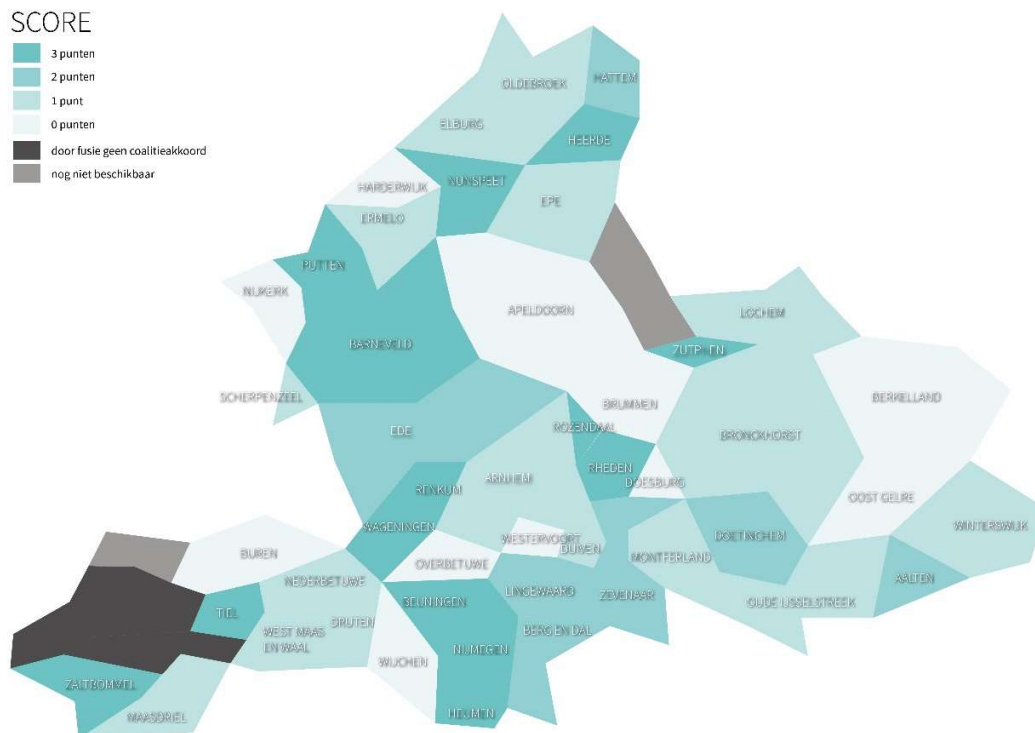 SCORE
3 punten
2 punten
1 punt
0 punten
door fusie geen coalitieakkoord
nog niet beschikbaar
OLDEBROEK
HATTEM
ELBURG
HEERDE
HARDERWIJK
NUNSPEET
ERMELO
EPE
PUTTEN
NIJKERK
APELDOORN
LOCHEM
BARNEVELD
ZUTPHEN
SCHERPENZEEL
BRUMMEN
BERKELLAND
EDE
ROZENDAAL
BRONCKHORST
ARNHEM
RHEDEN
RENKUM
DOESBURG
OOST GELRE
WAGENINGEN
WINTERSWIJK
WESTERVOORT
DOETINCHEM
BUREN
DUIVEN
MONTFERLAND
OVERBETUWE
NEDERBETUWE
AALTEN
LINGEWAARD
ZEVENAAR
BEUNINGEN
OUDE IJSSELSTREEK
TIEL
DRUTEN
BERG EN DAL
WEST MAAS
EN WAAL
NIJMEGEN
WIJCHEN
ZALTBOMMEL
HEUMEN
MAASDRIEL